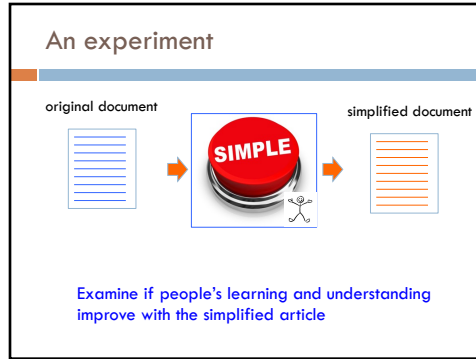 An experiment
original document
simplified document
SIMPLE
Examine if people's learning and understanding
improve with the simplified article